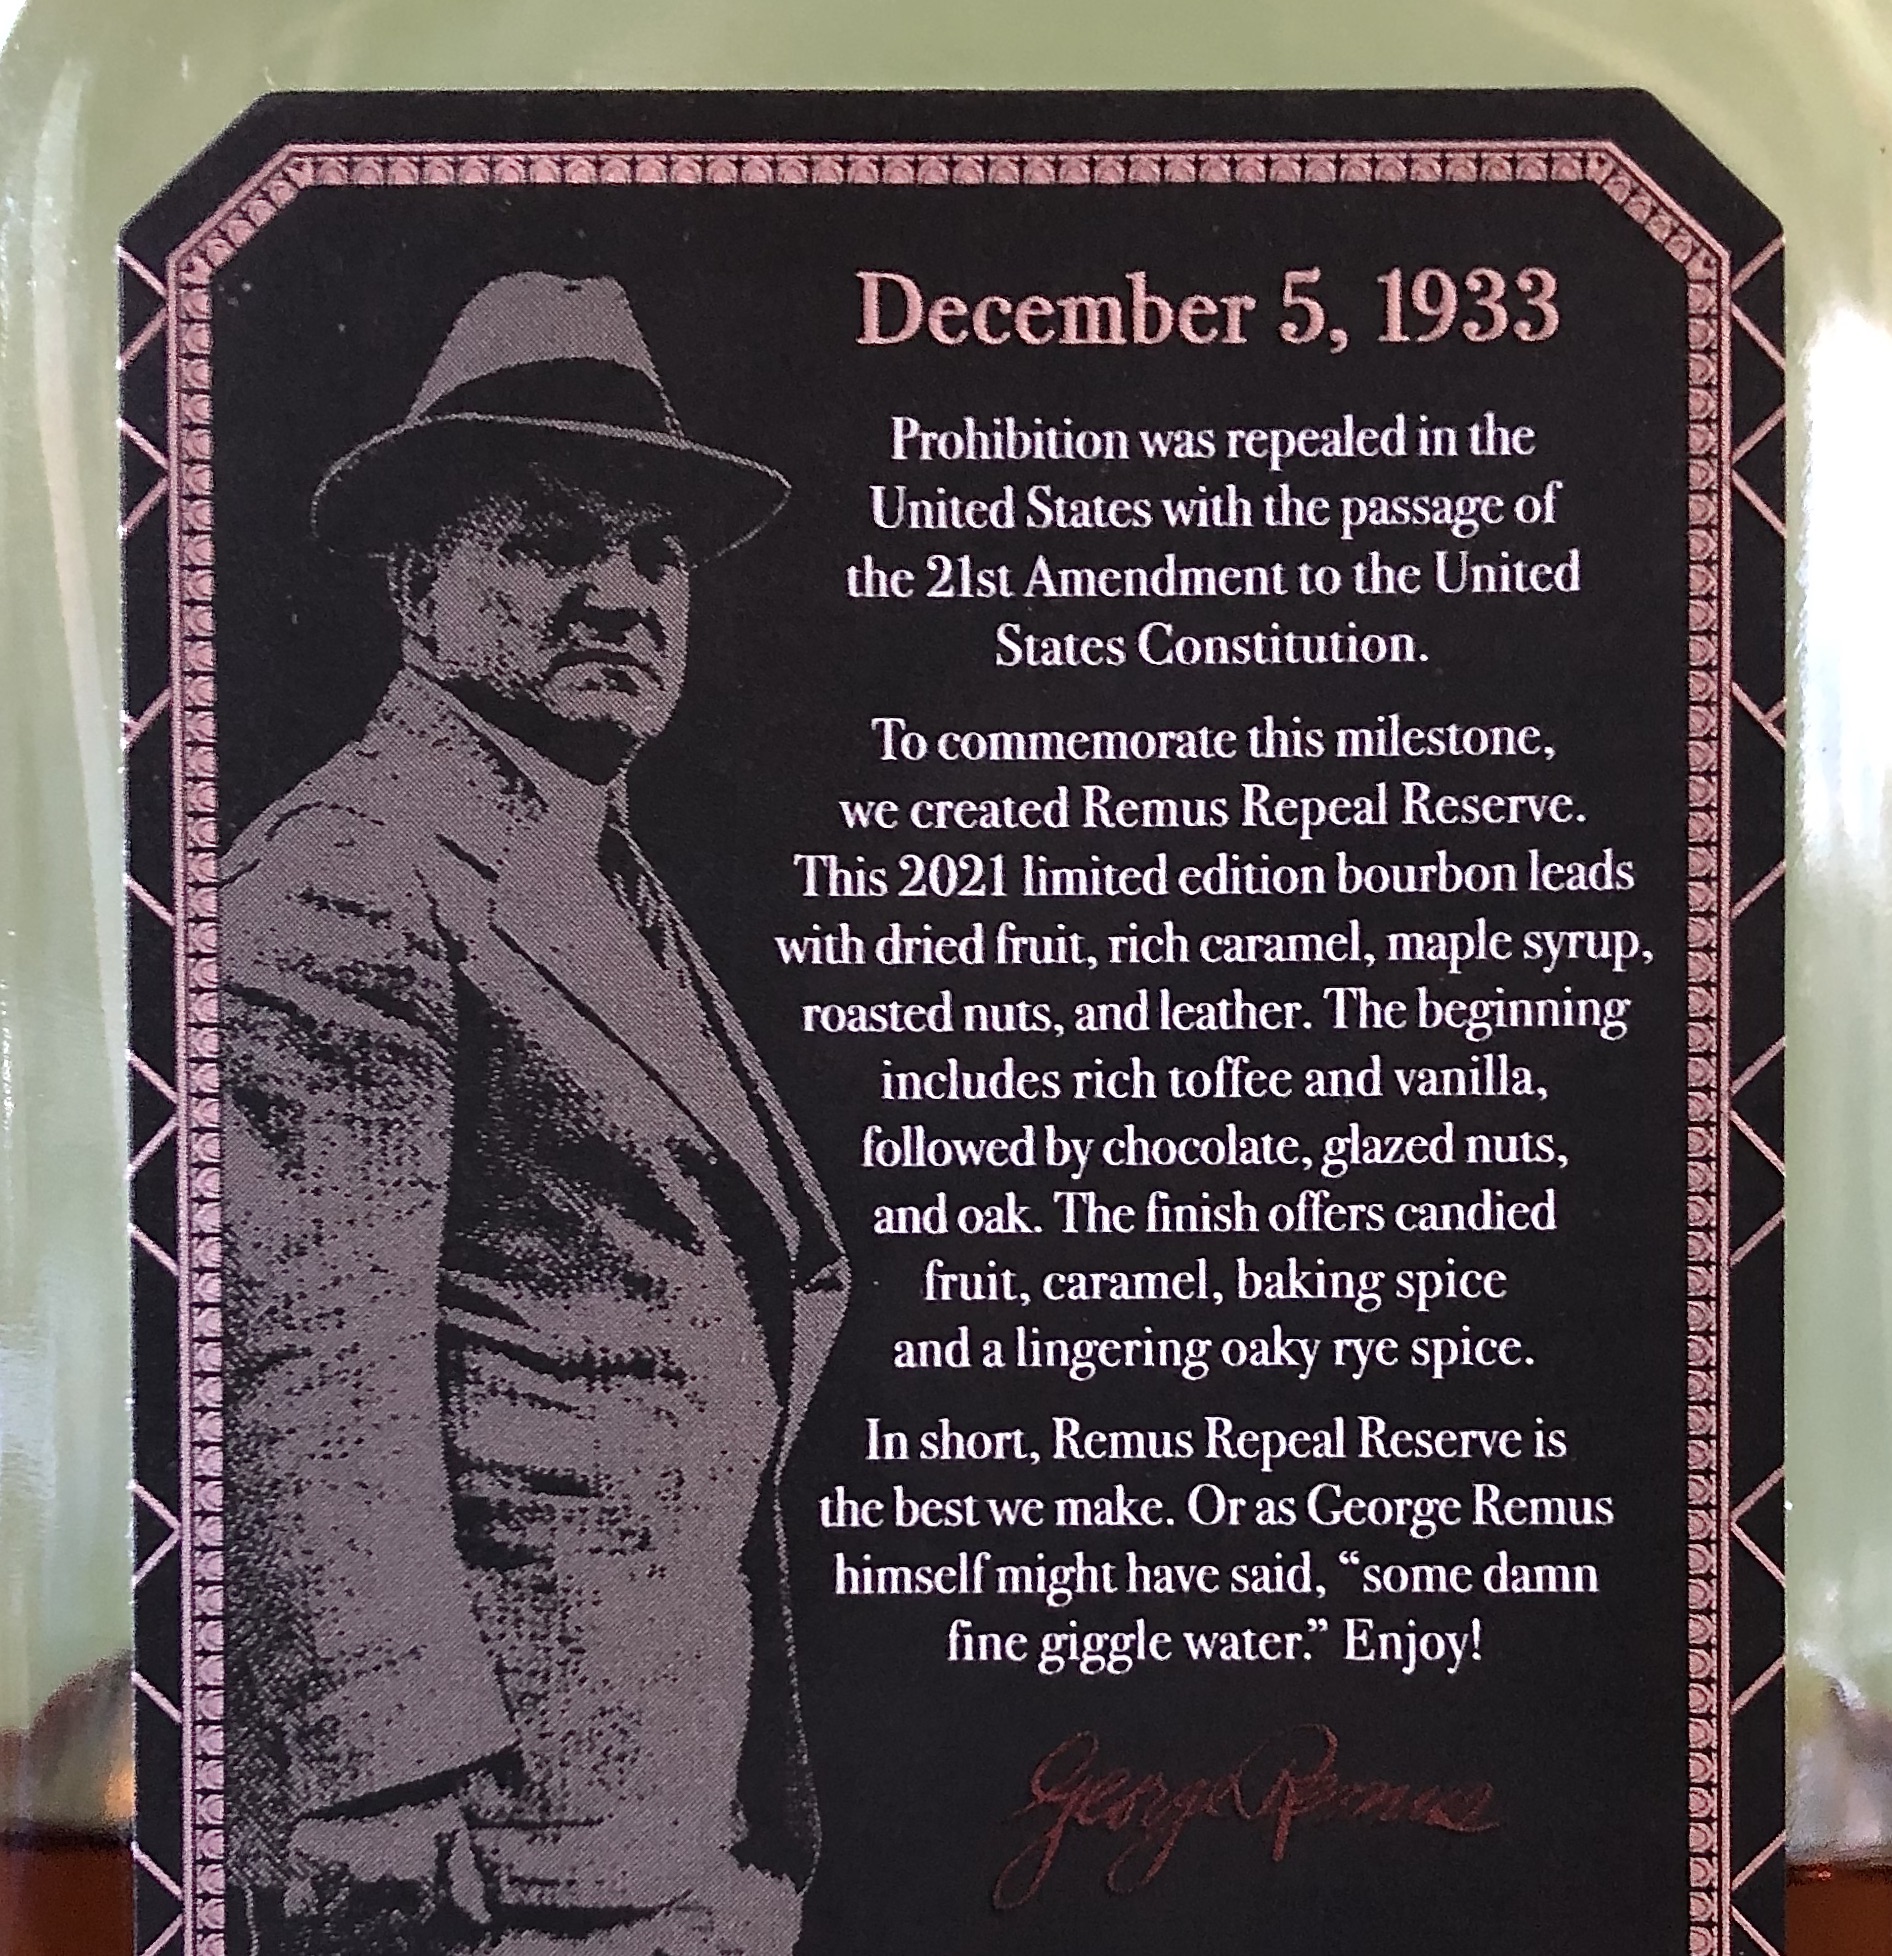 December 5, 1933
Prohibition was repealed in the
United States with the passage of
the 21st Amendment to the United
States Constitution.
To commemorate this milestone,
we created Remus Repeal Reserve.
This 2021 limited edition bourbon leads
with dried fruit, rich caramel, maple syrup,
roasted nuts, and leather. The beginning
includes rich toffee and vanilla,
followed by chocolate, glazed nuts,
and oak. The finish offers candied
fruit, caramel, baking spice
and a lingering oaky rye spice.
In short, Remus Repeal Reserve is
the best we make. Or as George Remus
himself might have said, “some damn
fine giggle water.” Enjoy!
George Remus